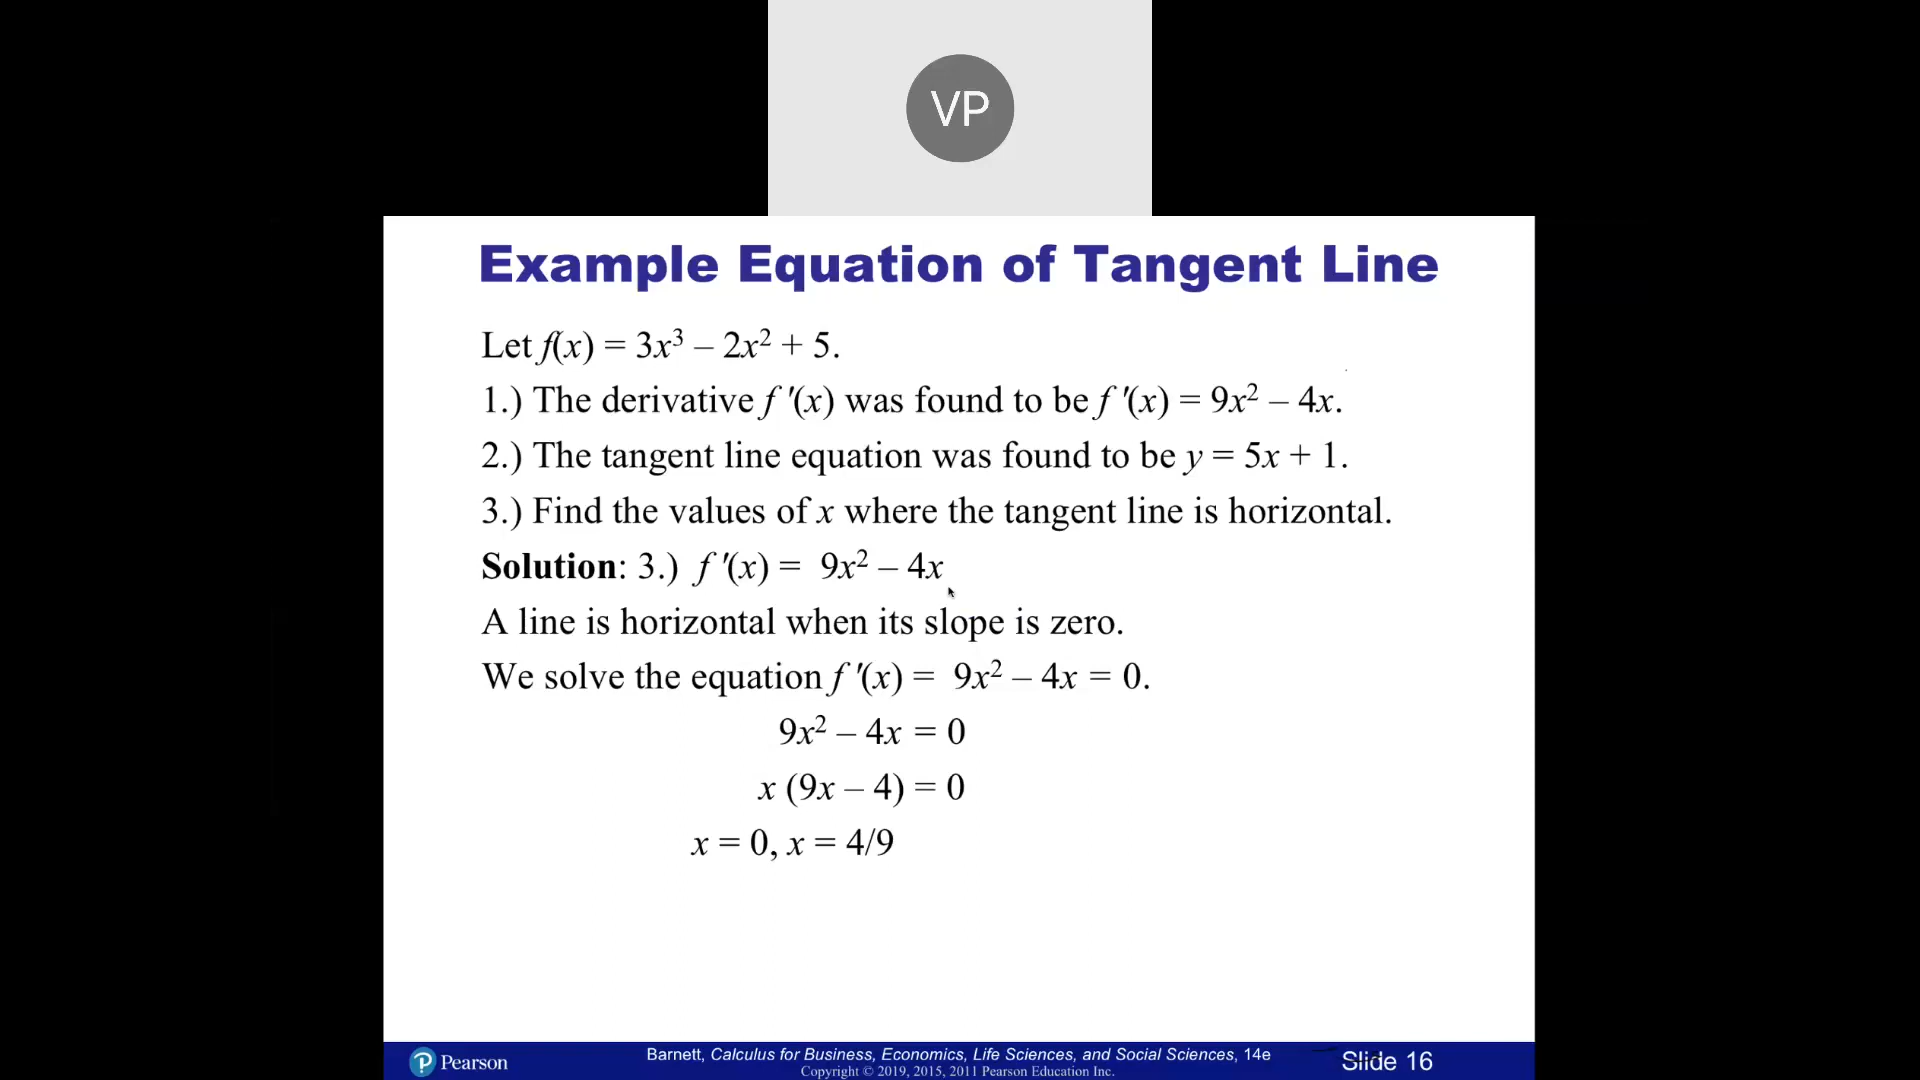 VP
Example Equation of Tangent Line
Let f(x) = 3x³ – 2x² + 5.
1.) The derivative f ′(x) was found to be f ′(x) = 9x² – 4x.
2.) The tangent line equation was found to be y = 5x + 1.
3.) Find the values of x where the tangent line is horizontal.
Solution: 3.) f ′(x) = 9x² – 4x
A line is horizontal when its slope is zero.
We solve the equation f ′(x) = 9x² – 4x = 0.
9x² – 4x = 0
x (9x – 4) = 0
x = 0, x = 4/9
P Pearson
Barnett, Calculus for Business, Economics, Life Sciences, and Social Sciences, 14e
Copyright © 2019, 2015, 2011 Pearson Education Inc.
Slide 16